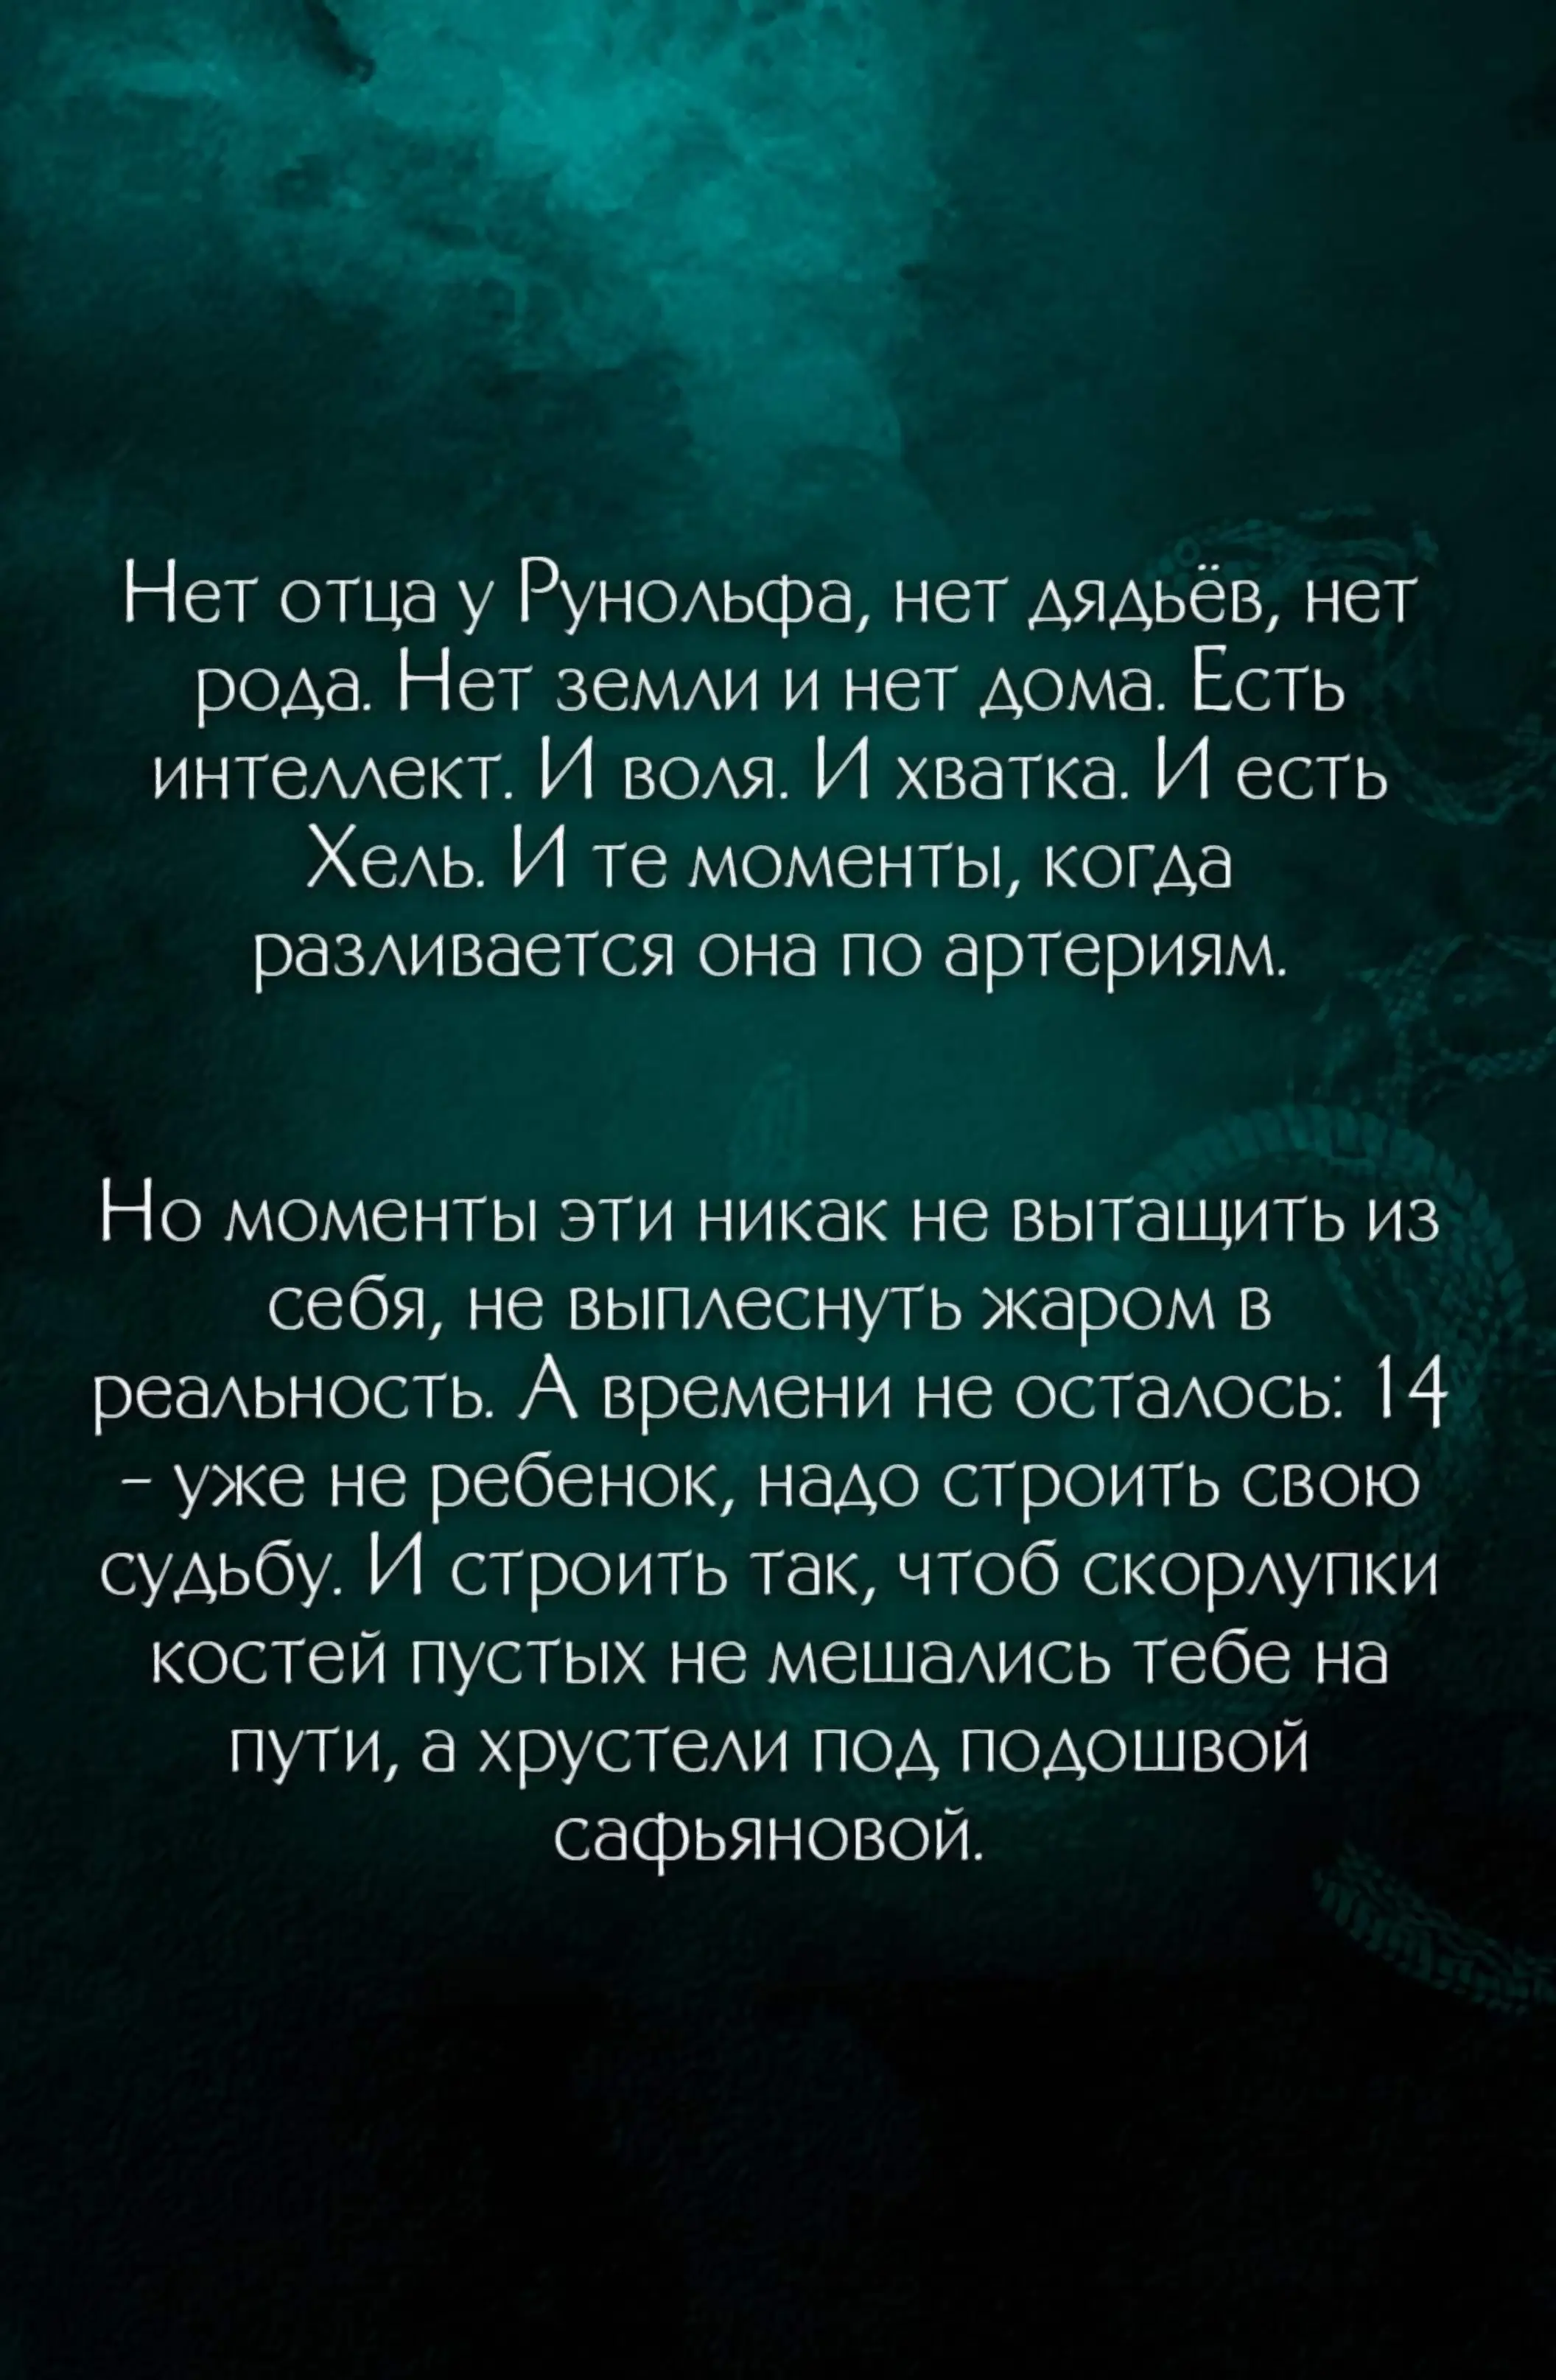 Нет отца у Рунольфа, нет дядьёв, нет
рода. Нет земли и нет дома. Есть
интеллект. И воля. И хватка. И есть
Хель. И те моменты, когда
разливается она по артериям.
Но моменты эти никак не вытащить из
себя, не выплеснуть жаром в
реальность. А времени не осталось: 14
– уже не ребенок, надо строить свою
судьбу. И строить так, чтоб скорлупки
костей пустых не мешались тебе на
пути, а хрустели под подошвой
сафьяновой.